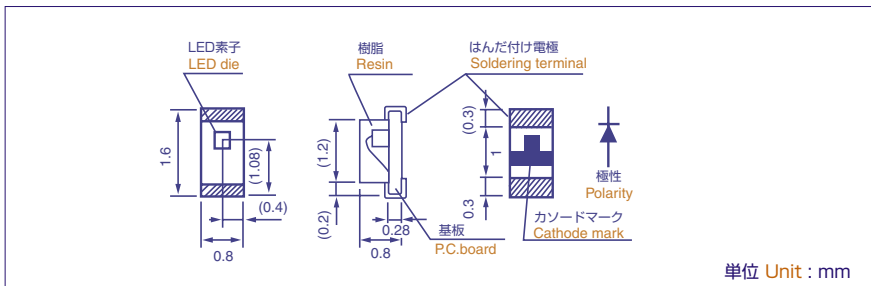 LED素子
LED die
樹脂
Resin
はんだ付け電極
Soldering terminal
1.6
(1.08)
(0.4)
0.8
(1.2)
(0.2)
0.28
0.8
基板
P.C.board
(0.3)
1
0.3
極性
Polarity
カソードマーク
Cathode mark
単位 Unit : mm